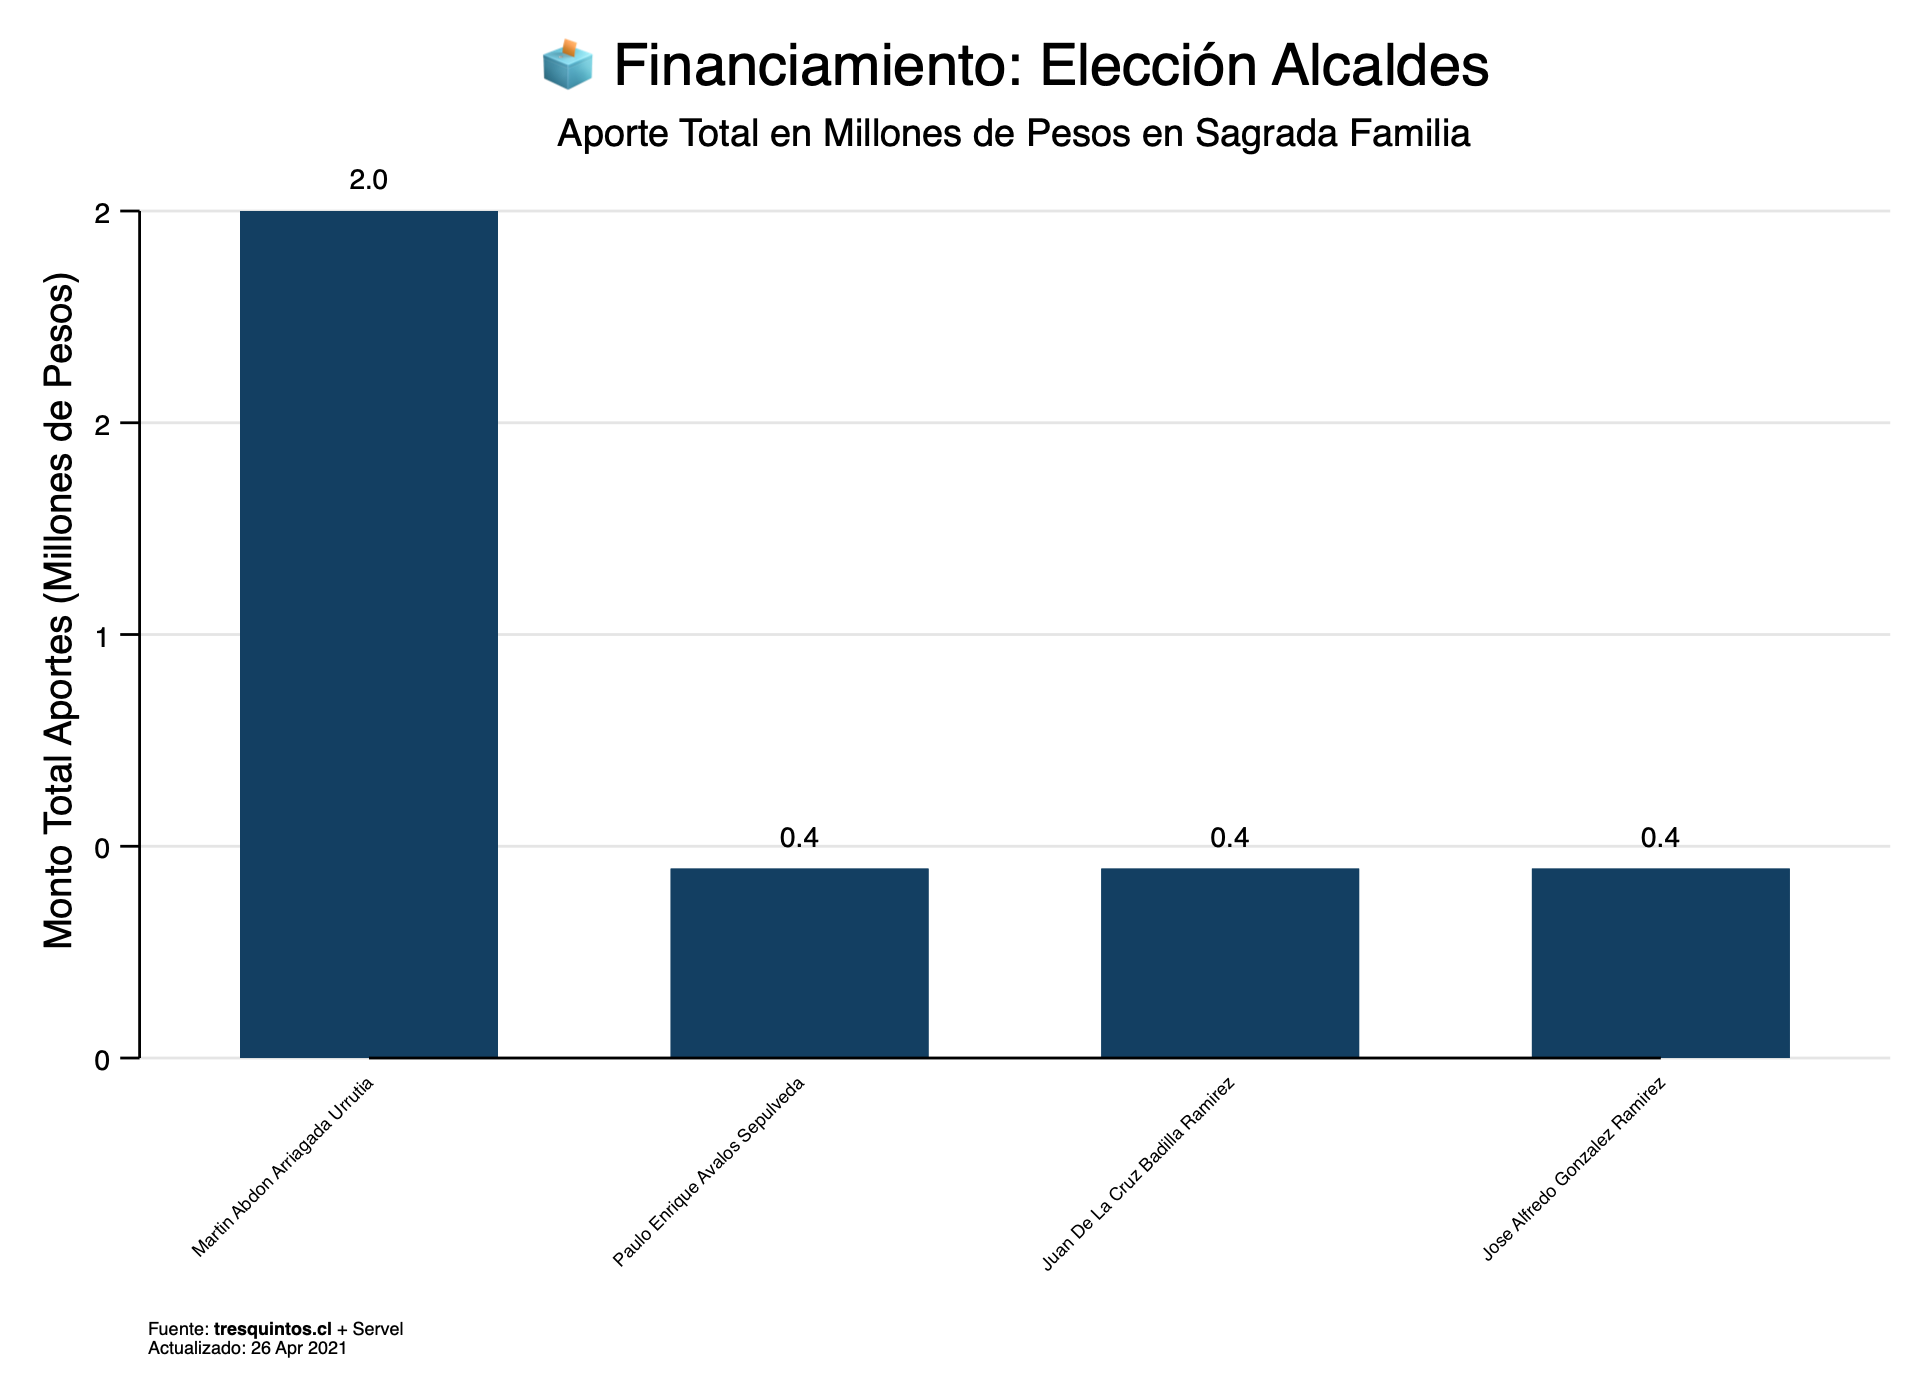 Financiamiento: Elección Alcaldes
Aporte Total en Millones de Pesos en Sagrada Familia
Monto Total Aportes (Millones de Pesos)
2
2
1
0
0
2.0
0.4
0.4
0.4
Martin Abdon Arriagada Urrutia
Paulo Enrique Avalos Sepulveda
Juan De La Cruz Badilla Ramirez
Jose Alfredo Gonzalez Ramirez
Fuente: tresquintos.cl + Servel
Actualizado: 26 Apr 2021